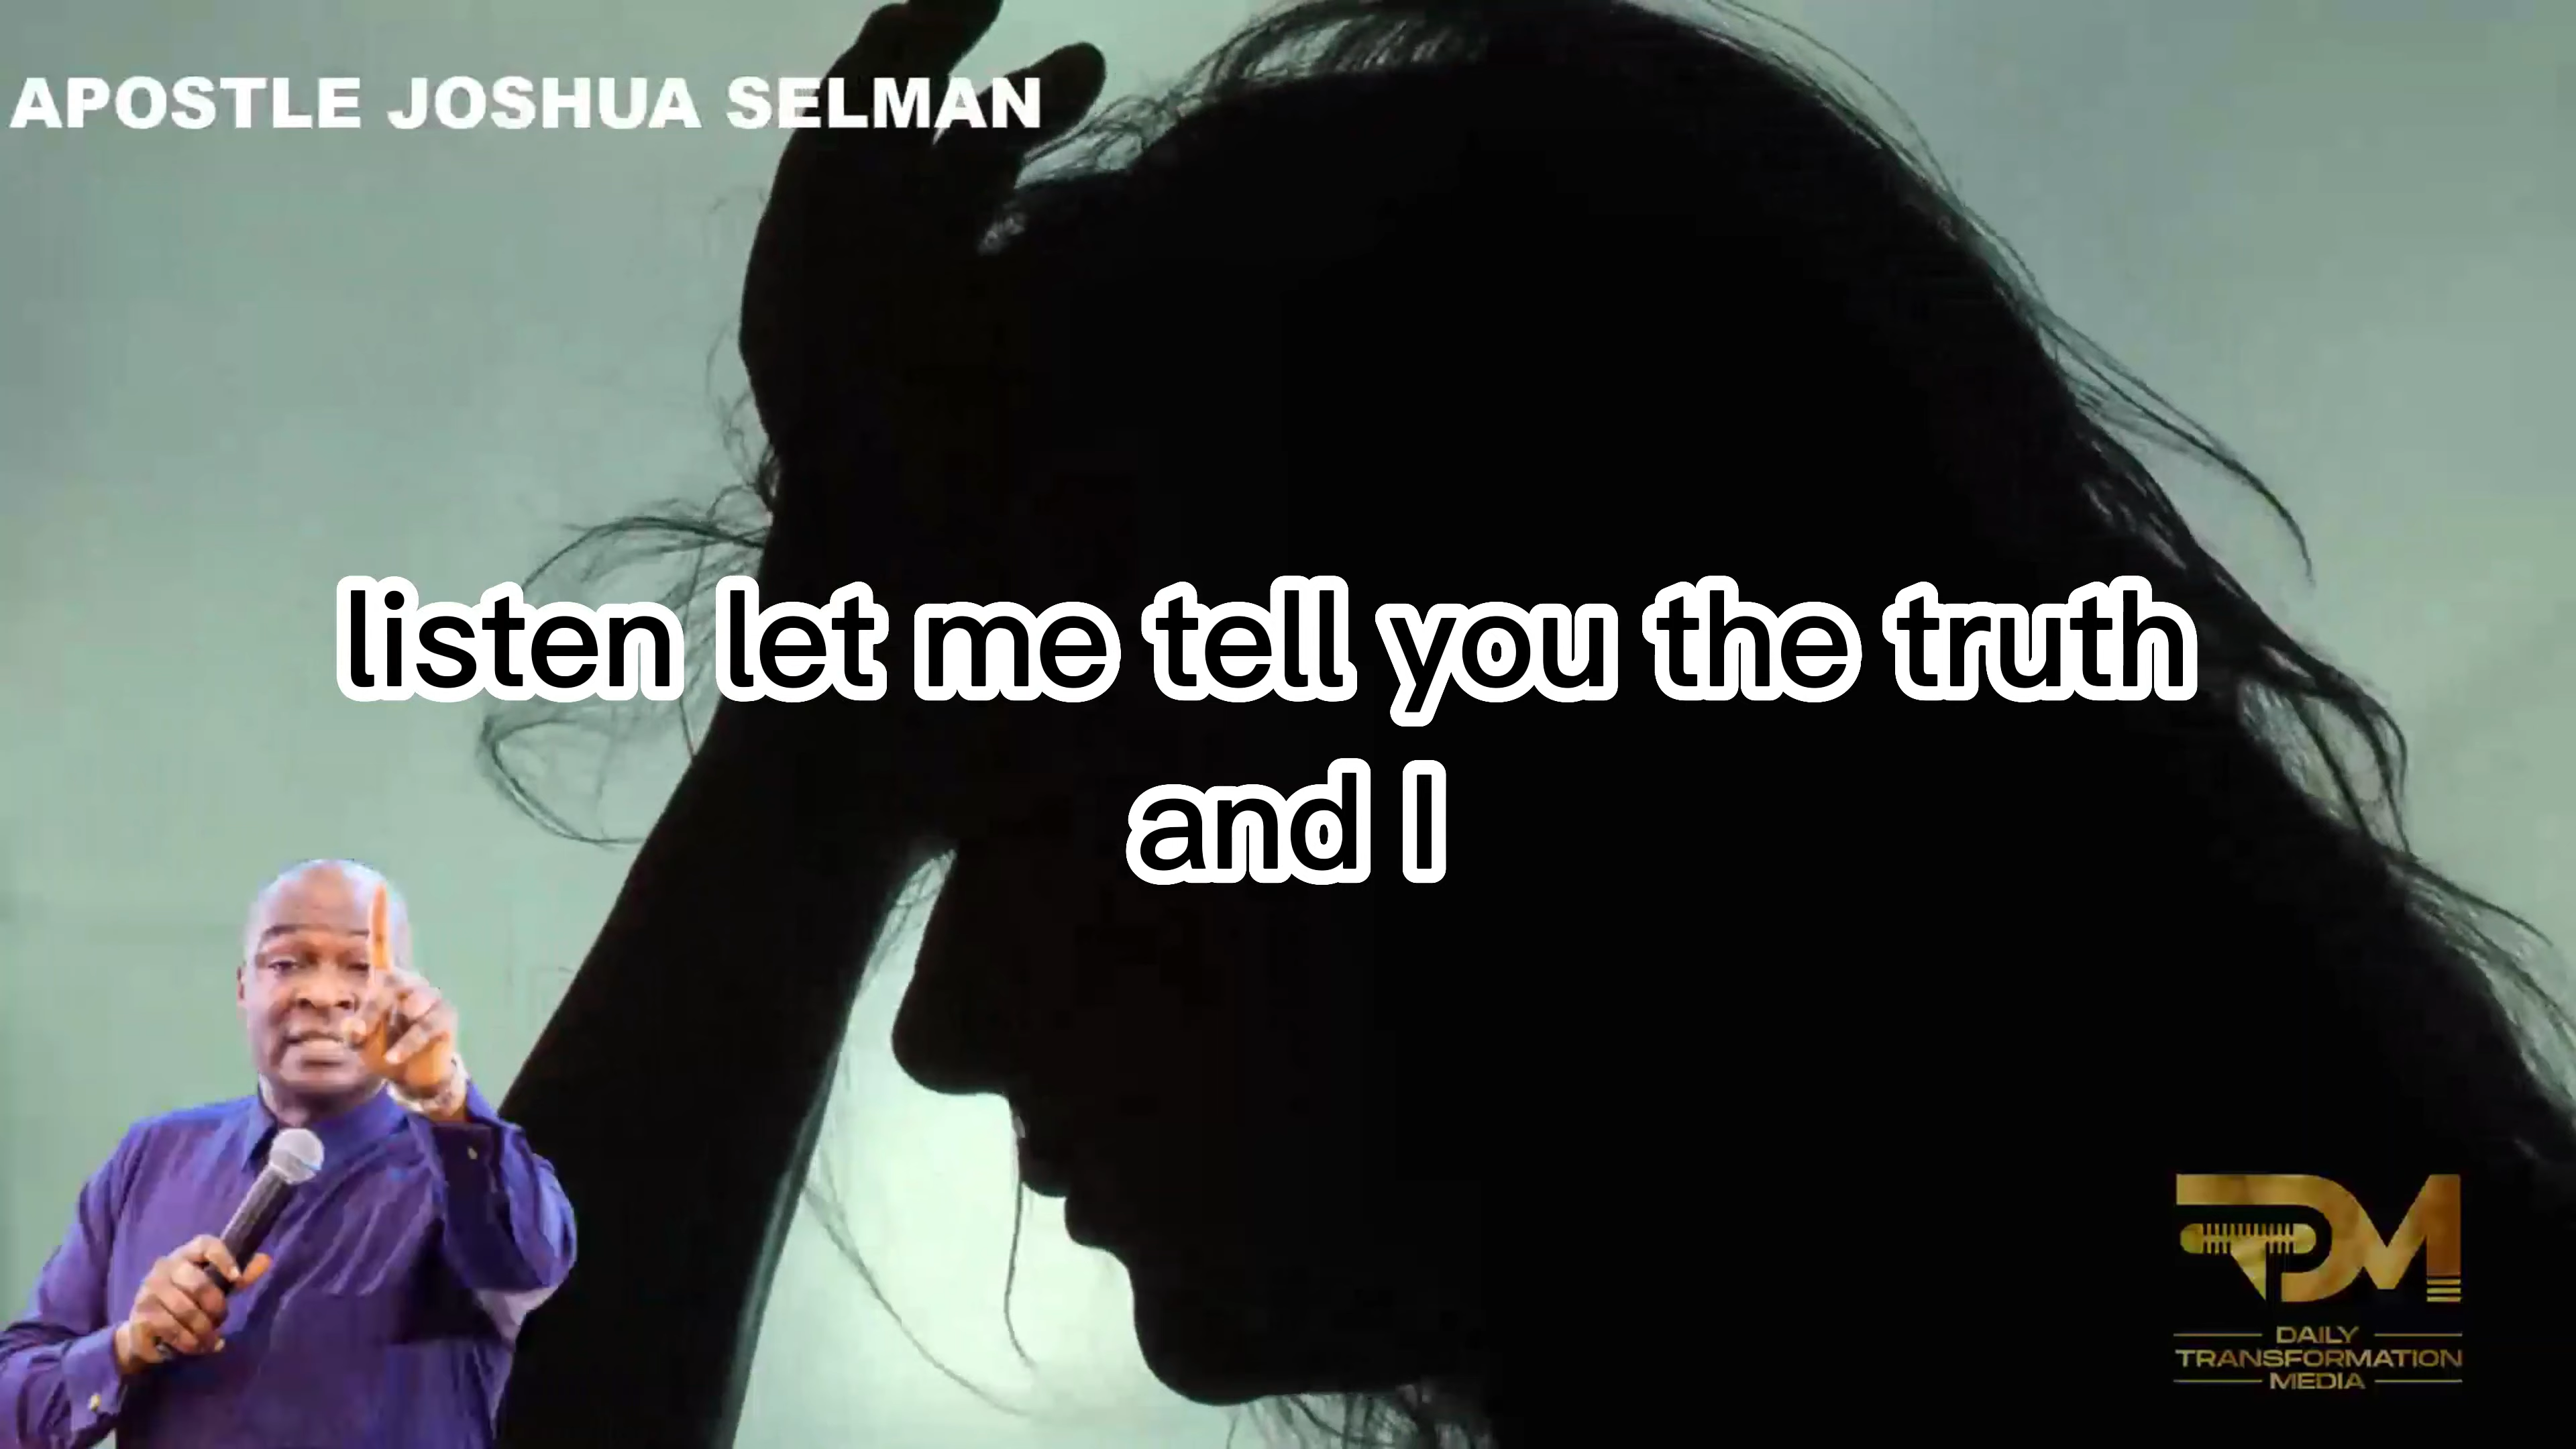 APOSTLE JOSHUA SELMAN
listen let me tell you the truth
and I
DAILY
TRANSFORMATION
MEDIA